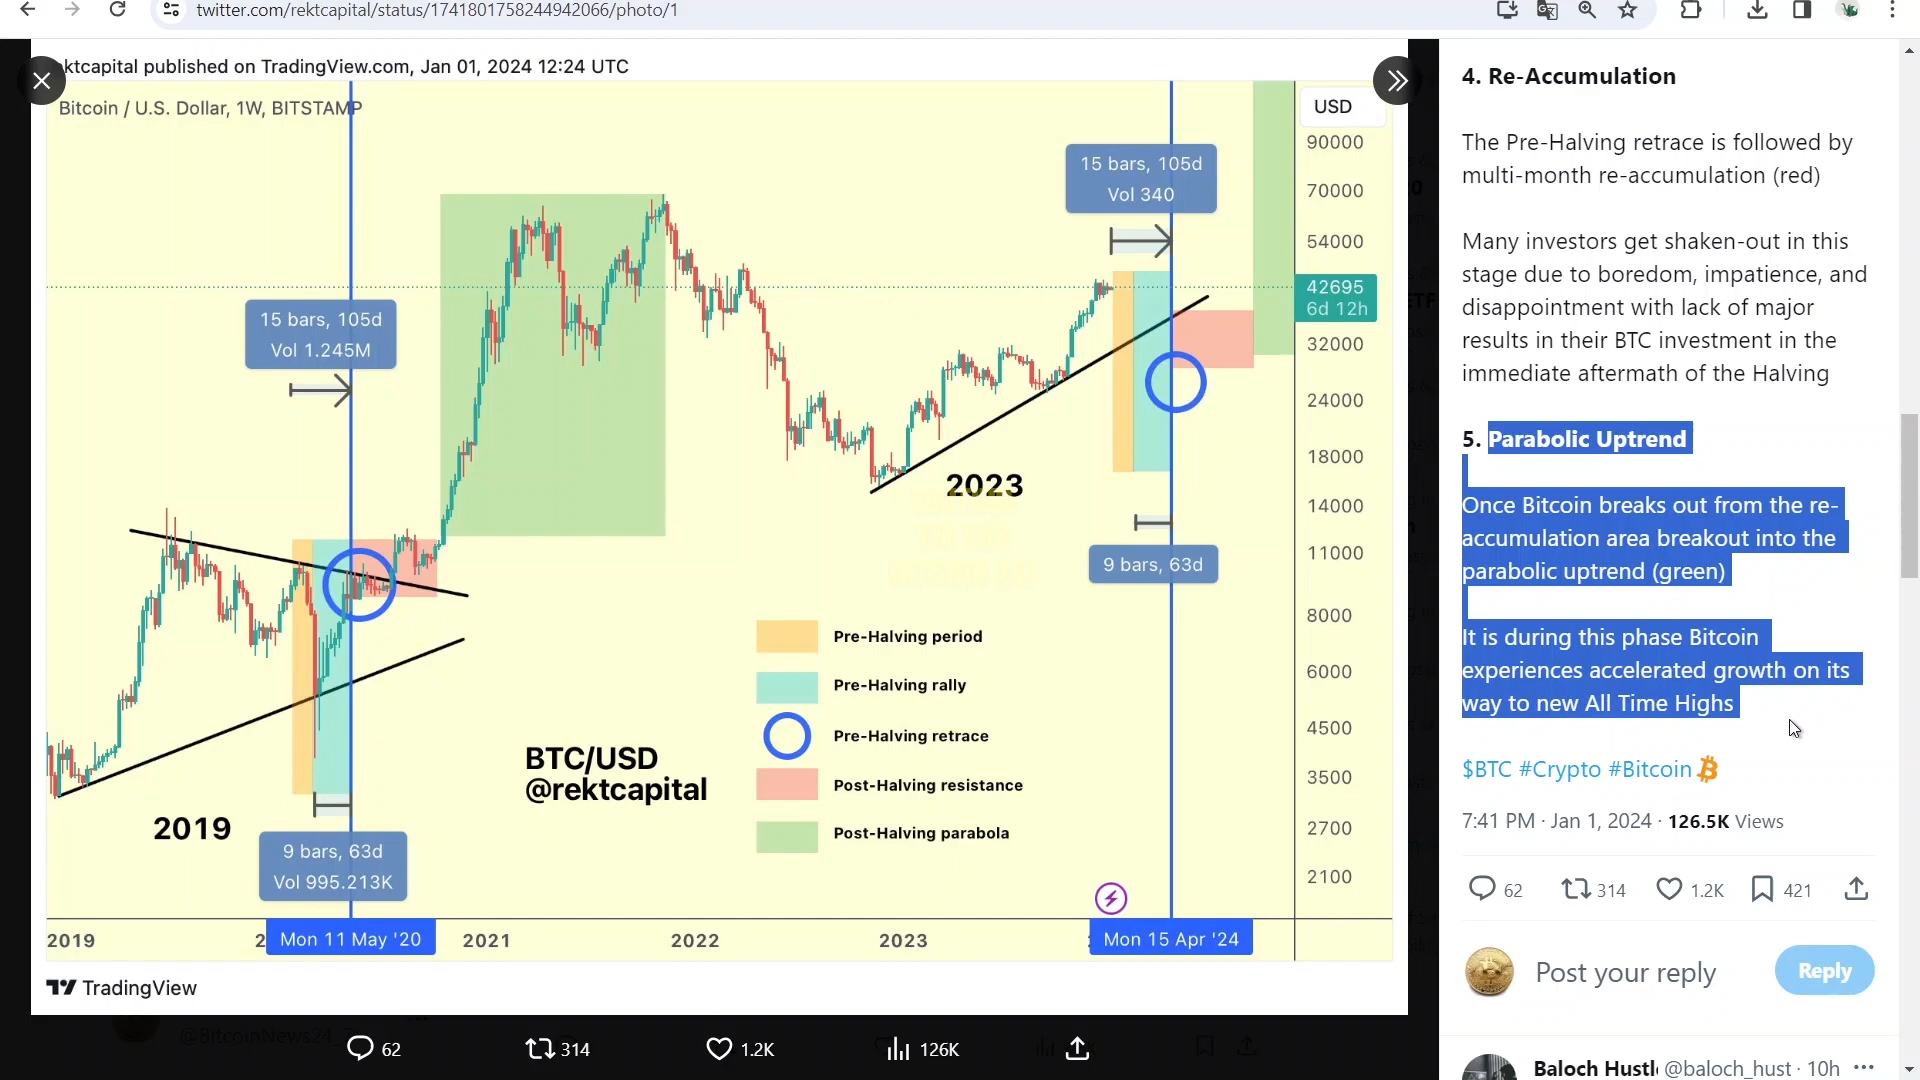 twitter.com/rektcapital/status/1741801758244942066/photo/1
ktcapital published on TradingView.com, Jan 01, 2024 12:24 UTC
Bitcoin / U.S. Dollar, 1W, BITSTAMP
USD
90000
70000
54000
42695
6d 12h
32000
24000
18000
14000
11000
8000
6000
4500
3500
2700
2100
15 bars, 105d
Vol 340
15 bars, 105d
Vol 1.245M
2023
9 bars, 63d
Pre-Halving period
Pre-Halving rally
Pre-Halving retrace
Post-Halving resistance
Post-Halving parabola
BTC/USD
@rektcapital
2019
9 bars, 63d
Vol 995.213K
2019
Mon 11 May '20
2021
2022
2023
Mon 15 Apr '24
TradingView
@BitcoinNews24
62
314
1.2K
126K
4. Re-Accumulation
The Pre-Halving retrace is followed by
multi-month re-accumulation (red)
Many investors get shaken-out in this
stage due to boredom, impatience, and
disappointment with lack of major
results in their BTC investment in the
immediate aftermath of the Halving
5. Parabolic Uptrend
Once Bitcoin breaks out from the re-
accumulation area breakout into the
parabolic uptrend (green)
It is during this phase Bitcoin
experiences accelerated growth on its
way to new All Time Highs
$BTC #Crypto #Bitcoin
7:41 PM · Jan 1, 2024 · 126.5K Views
62
314
1.2K
421
Post your reply
Reply
Baloch Hustl @baloch_hust · 10h